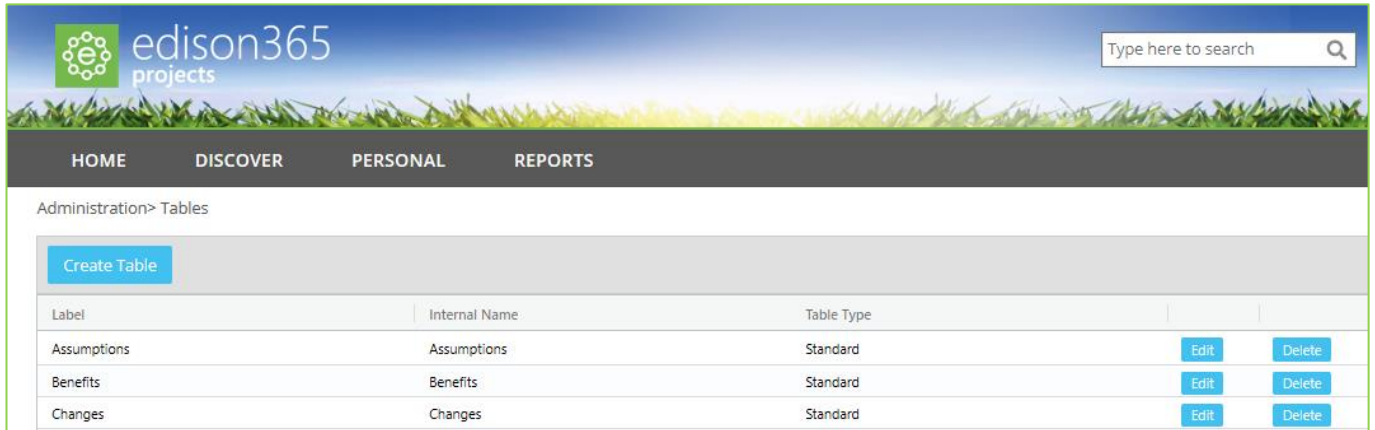 edison365
projects
Type here to search
HOME DISCOVER PERSONAL REPORTS
Administration> Tables
Create Table
Label Internal Name Table Type
Assumptions Assumptions Standard Edit Delete
Benefits Benefits Standard Edit Delete
Changes Changes Standard Edit Delete